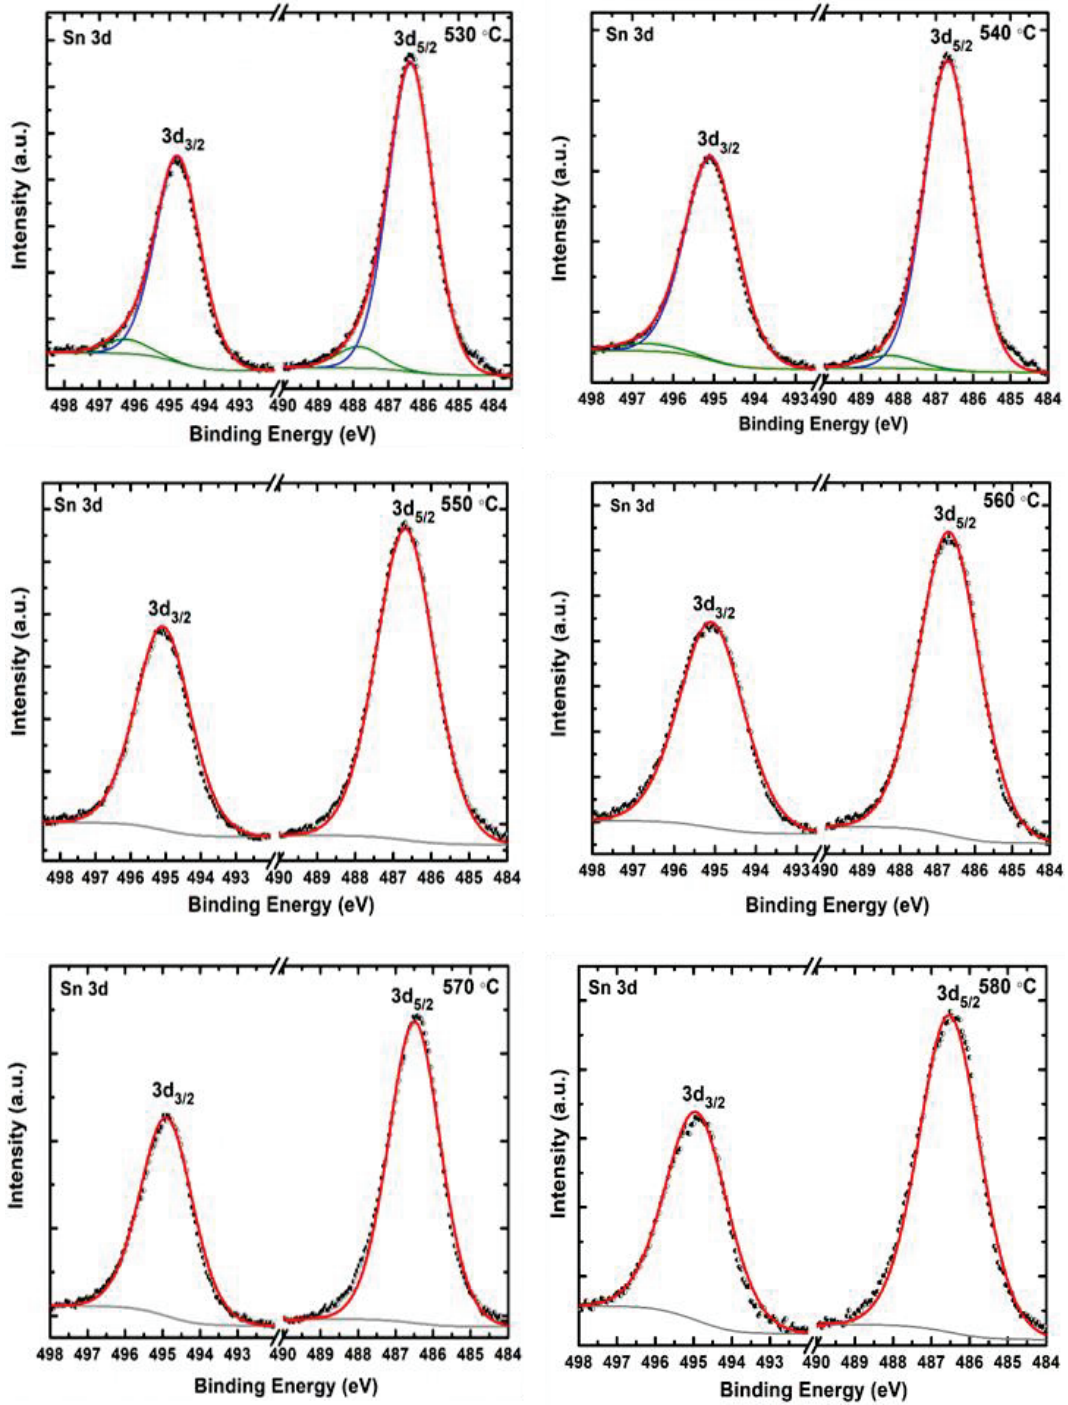 Sn 3d
3d5/2
530 °C
3d3/2
Intensity (a.u.)
498 497 496 495 494 493 490 489 488 487 486 485 484
Binding Energy (eV)
Sn 3d
3d5/2
540 °C
3d3/2
Intensity (a.u.)
498 497 496 495 494 493 490 489 488 487 486 485 484
Binding Energy (eV)
Sn 3d
3d5/2
550 °C
3d3/2
Intensity (a.u.)
498 497 496 495 494 493 490 489 488 487 486 485 484
Binding Energy (eV)
Sn 3d
3d5/2
560 °C
3d3/2
Intensity (a.u.)
498 497 496 495 494 493 490 489 488 487 486 485 484
Binding Energy (eV)
Sn 3d
3d5/2
570 °C
3d3/2
Intensity (a.u.)
498 497 496 495 494 493 490 489 488 487 486 485 484
Binding Energy (eV)
Sn 3d
3d5/2
580 °C
3d3/2
Intensity (a.u.)
498 497 496 495 494 493 490 489 488 487 486 485 484
Binding Energy (eV)